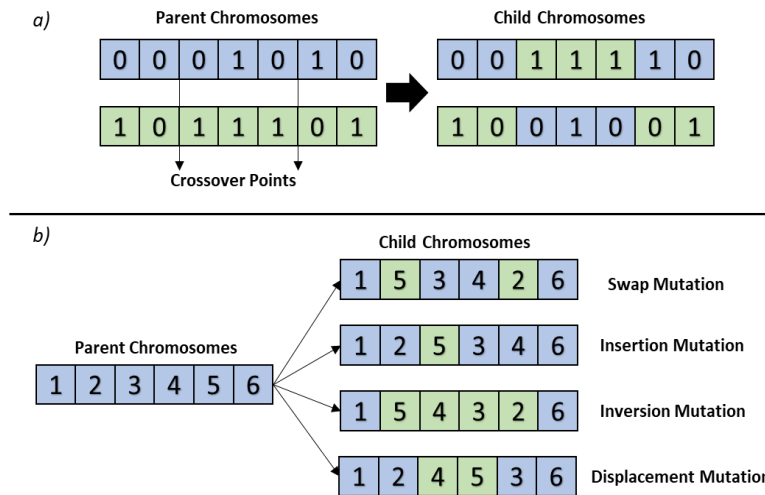 a)
Parent Chromosomes
Child Chromosomes
0 0 0 1 0 1 0
0 0 1 1 1 1 0
1 0 1 1 1 0 1
1 0 0 1 0 0 1
Crossover Points
b)
Child Chromosomes
1 5 3 4 2 6
Swap Mutation
Parent Chromosomes
1 2 5 3 4 6
Insertion Mutation
1 2 3 4 5 6
1 5 4 3 2 6
Inversion Mutation
1 2 4 5 3 6
Displacement Mutation